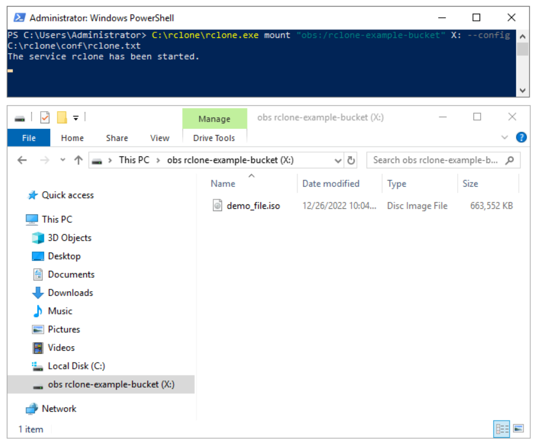 Administrator: Windows PowerShell
PS C:\Users\Administrator> C:\rclone\rclone.exe mount "obs:/rclone-example-bucket" X: --config
C:\rclone\conf\rclone.txt
The service rclone has been started.
Manage
obs rclone-example-bucket (X:)
File
Home
Share
View
Drive Tools
This PC > obs rclone-example-bucket (X:)
Search obs rclone-example-b...
Name
Date modified
Type
Size
demo_file.iso
12/26/2022 10:04...
Disc Image File
663,552 KB
Quick access
This PC
3D Objects
Desktop
Documents
Downloads
Music
Pictures
Videos
Local Disk (C:)
obs rclone-example-bucket (X:)
Network
1 item